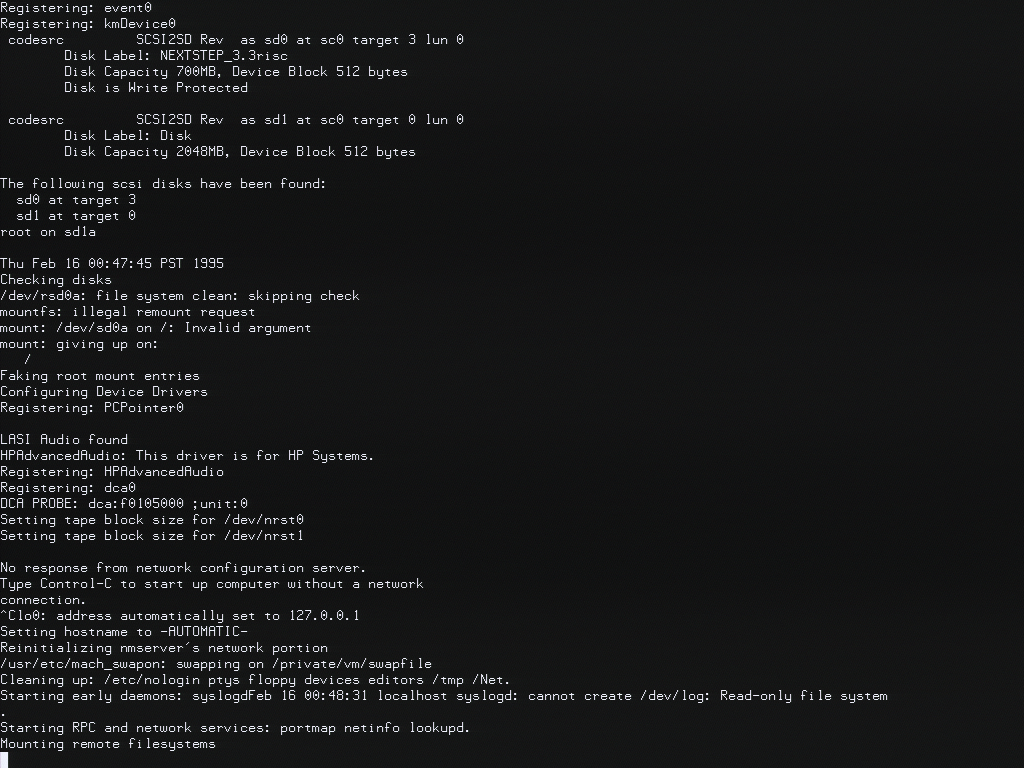 Registering: event0
Registering: kmDevice0
codesrc SCSI2SD Rev as sd0 at sc0 target 3 lun 0
Disk Label: NEXTSTEP_3.3risc
Disk Capacity 700MB, Device Block 512 bytes
Disk is Write Protected
codesrc SCSI2SD Rev as sd1 at sc0 target 0 lun 0
Disk Label: Disk
Disk Capacity 2048MB, Device Block 512 bytes
The following scsi disks have been found:
sd0 at target 3
sd1 at target 0
root on sd1a
Thu Feb 16 00:47:45 PST 1995
Checking disks
/dev/rsd0a: file system clean: skipping check
mountfs: illegal remount request
mount: /dev/sd0a on /: Invalid argument
mount: giving up on:
/
Faking root mount entries
Configuring Device Drivers
Registering: PCPointer0
LASI Audio found
HPAdvancedAudio: This driver is for HP Systems.
Registering: HPAdvancedAudio
Registering: dca0
DCA PROBE: dca:f0105000 ;unit:0
Setting tape block size for /dev/nrst0
Setting tape block size for /dev/nrst1
No response from network configuration server.
Type Control-C to start up computer without a network
connection.
^Clo0: address automatically set to 127.0.0.1
Setting hostname to -AUTOMATIC-
Reinitializing nmserver´s network portion
/usr/etc/mach_swapon: swapping on /private/vm/swapfile
Cleaning up: /etc/nologin ptys floppy devices editors /tmp /Net.
Starting early daemons: syslogdFeb 16 00:48:31 localhost syslogd: cannot create /dev/log: Read-only file system
.
Starting RPC and network services: portmap netinfo lookupd.
Mounting remote filesystems